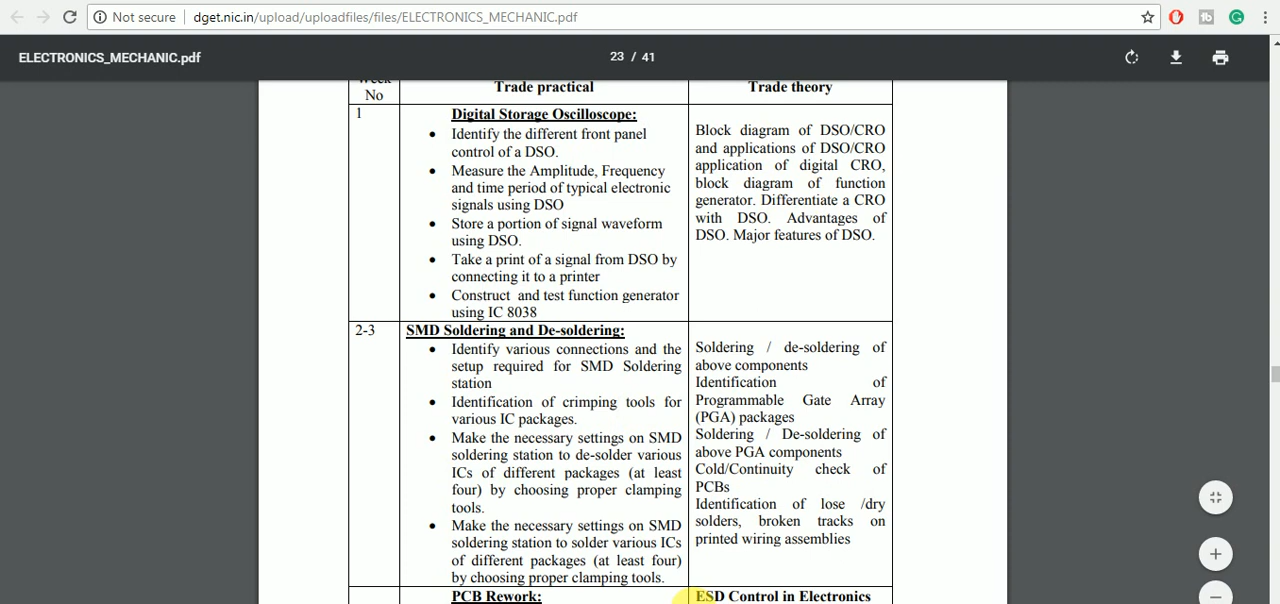 Not secure | dget.nic.in/upload/uploadfiles/files/ELECTRONICS_MECHANIC.pdf
ELECTRONICS_MECHANIC.pdf
23 / 41
Week
No
Trade practical
Trade theory
1
Digital Storage Oscilloscope:
• Identify the different front panel
control of a DSO.
• Measure the Amplitude, Frequency
and time period of typical electronic
signals using DSO
• Store a portion of signal waveform
using DSO.
• Take a print of a signal from DSO by
connecting it to a printer
• Construct and test function generator
using IC 8038
Block diagram of DSO/CRO
and applications of DSO/CRO
application of digital CRO,
block diagram of function
generator. Differentiate a CRO
with DSO. Advantages of
DSO. Major features of DSO.
2-3
SMD Soldering and De-soldering:
• Identify various connections and the
setup required for SMD Soldering
station
• Identification of crimping tools for
various IC packages.
• Make the necessary settings on SMD
soldering station to de-solder various
ICs of different packages (at least
four) by choosing proper clamping
tools.
• Make the necessary settings on SMD
soldering station to solder various ICs
of different packages (at least four)
by choosing proper clamping tools.
Soldering / de-soldering of
above components
Identification of
Programmable Gate Array
(PGA) packages
Soldering / De-soldering of
above PGA components
Cold/Continuity check of
PCBs
Identification of lose /dry
solders, broken tracks on
printed wiring assemblies
PCB Rework:
ESD Control in Electronics